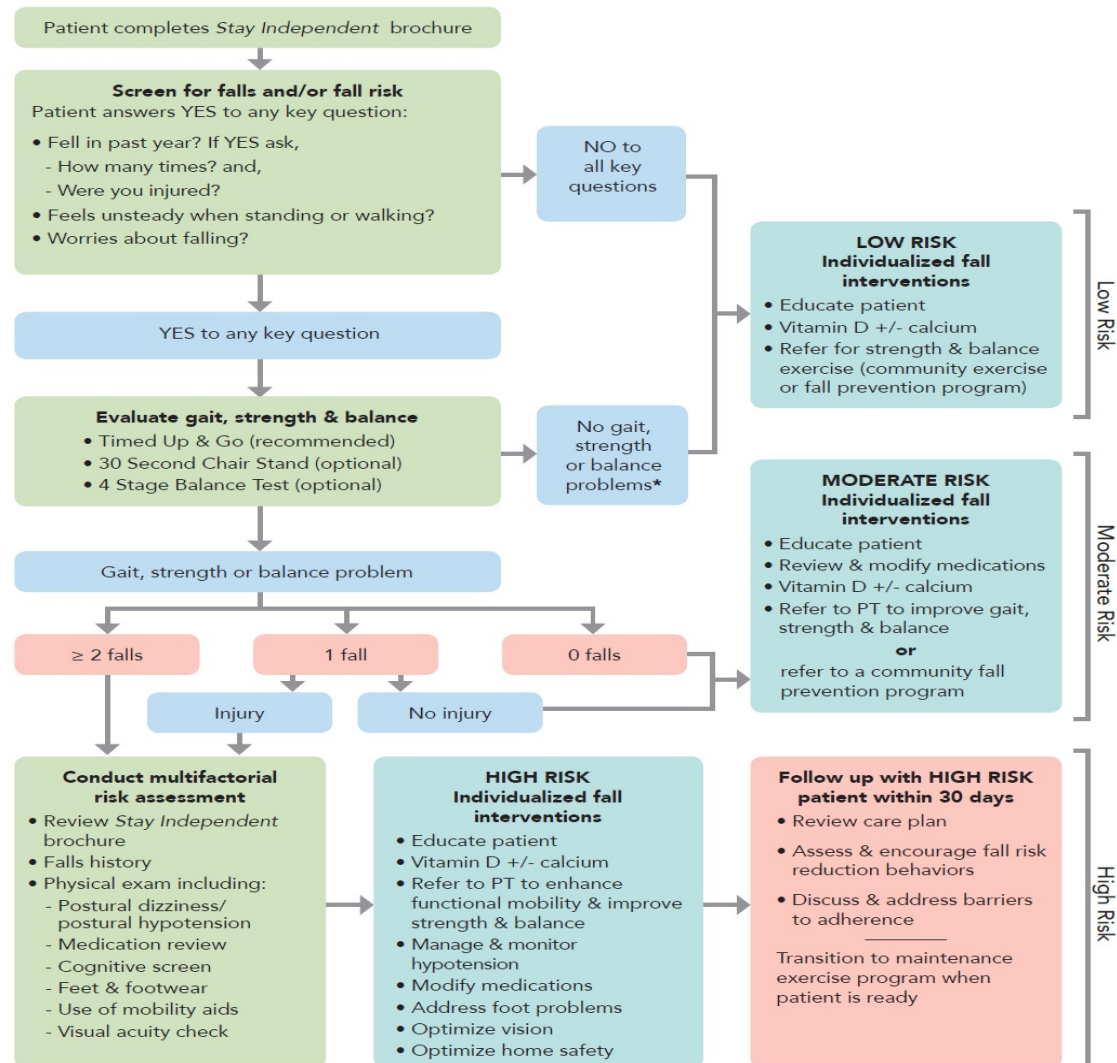 Patient completes Stay Independent brochure
Screen for falls and/or fall risk
Patient answers YES to any key question:
• Fell in past year? If YES ask,
- How many times? and,
- Were you injured?
• Feels unsteady when standing or walking?
• Worries about falling?
NO to
all key
questions
LOW RISK
Individualized fall
interventions
• Educate patient
• Vitamin D +/- calcium
• Refer for strength & balance
exercise (community exercise
or fall prevention program)
Low Risk
YES to any key question
Evaluate gait, strength & balance
• Timed Up & Go (recommended)
• 30 Second Chair Stand (optional)
• 4 Stage Balance Test (optional)
No gait,
strength
or balance
problems*
MODERATE RISK
Individualized fall
interventions
• Educate patient
• Review & modify medications
• Vitamin D +/- calcium
• Refer to PT to improve gait,
strength & balance
or
refer to a community fall
prevention program
Moderate Risk
Gait, strength or balance problem
≥ 2 falls
1 fall
0 falls
Injury
No injury
Conduct multifactorial
risk assessment
• Review Stay Independent
brochure
• Falls history
• Physical exam including:
- Postural dizziness/
postural hypotension
- Medication review
- Cognitive screen
- Feet & footwear
- Use of mobility aids
- Visual acuity check
HIGH RISK
Individualized fall
interventions
• Educate patient
• Vitamin D +/- calcium
• Refer to PT to enhance
functional mobility & improve
strength & balance
• Manage & monitor
hypotension
• Modify medications
• Address foot problems
• Optimize vision
• Optimize home safety
Follow up with HIGH RISK
patient within 30 days
• Review care plan
• Assess & encourage fall risk
reduction behaviors
• Discuss & address barriers
to adherence
Transition to maintenance
exercise program when
patient is ready
High Risk